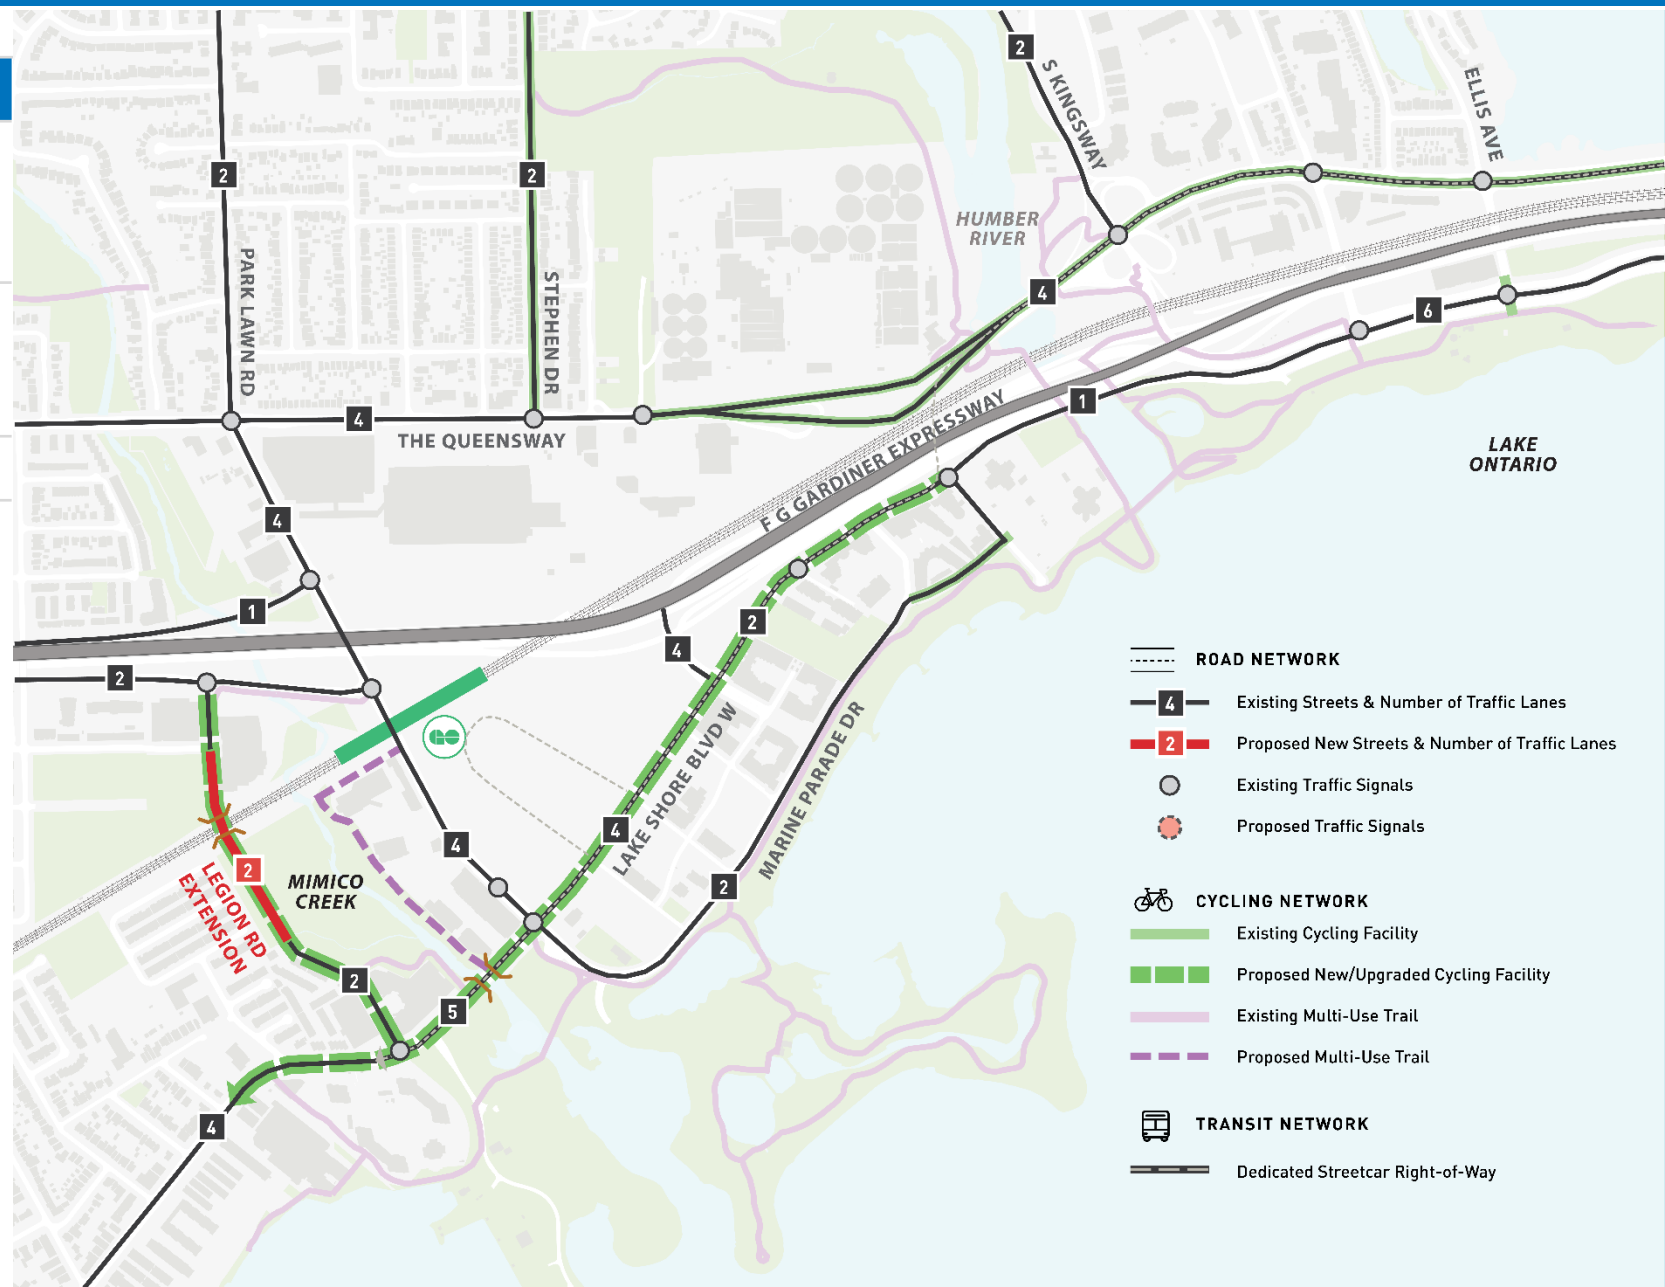 2
S KINGSWAY
ELLIS AVE
2
2
HUMBER
RIVER
PARK LAWN RD
STEPHEN DR
4
6
4
THE QUEENSWAY
1
F G GARDINER EXPRESSWAY
LAKE
ONTARIO
4
1
2
4
2
LAKE SHORE BLVD W
MARINE PARADE DR
4
4
2
2
LEGION RD
EXTENSION
MIMICO
CREEK
2
5
4
ROAD NETWORK
4 Existing Streets & Number of Traffic Lanes
2 Proposed New Streets & Number of Traffic Lanes
Existing Traffic Signals
Proposed Traffic Signals
CYCLING NETWORK
Existing Cycling Facility
Proposed New/Upgraded Cycling Facility
Existing Multi-Use Trail
Proposed Multi-Use Trail
TRANSIT NETWORK
Dedicated Streetcar Right-of-Way